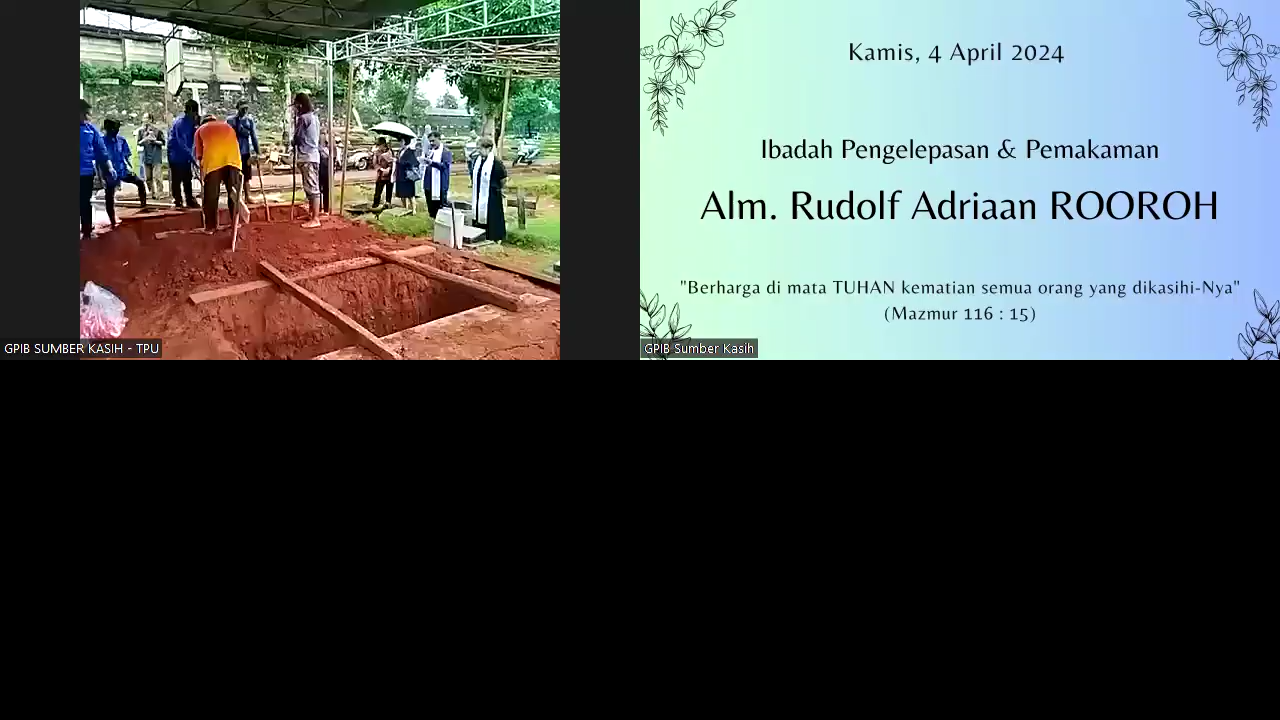 Kamis, 4 April 2024
Ibadah Pengelepasan & Pemakaman
Alm. Rudolf Adriaan ROOROH
"Berharga di mata TUHAN kematian semua orang yang dikasihi-Nya"
(Mazmur 116 : 15)
GPIB SUMBER KASIH - TPU
GPIB Sumber Kasih